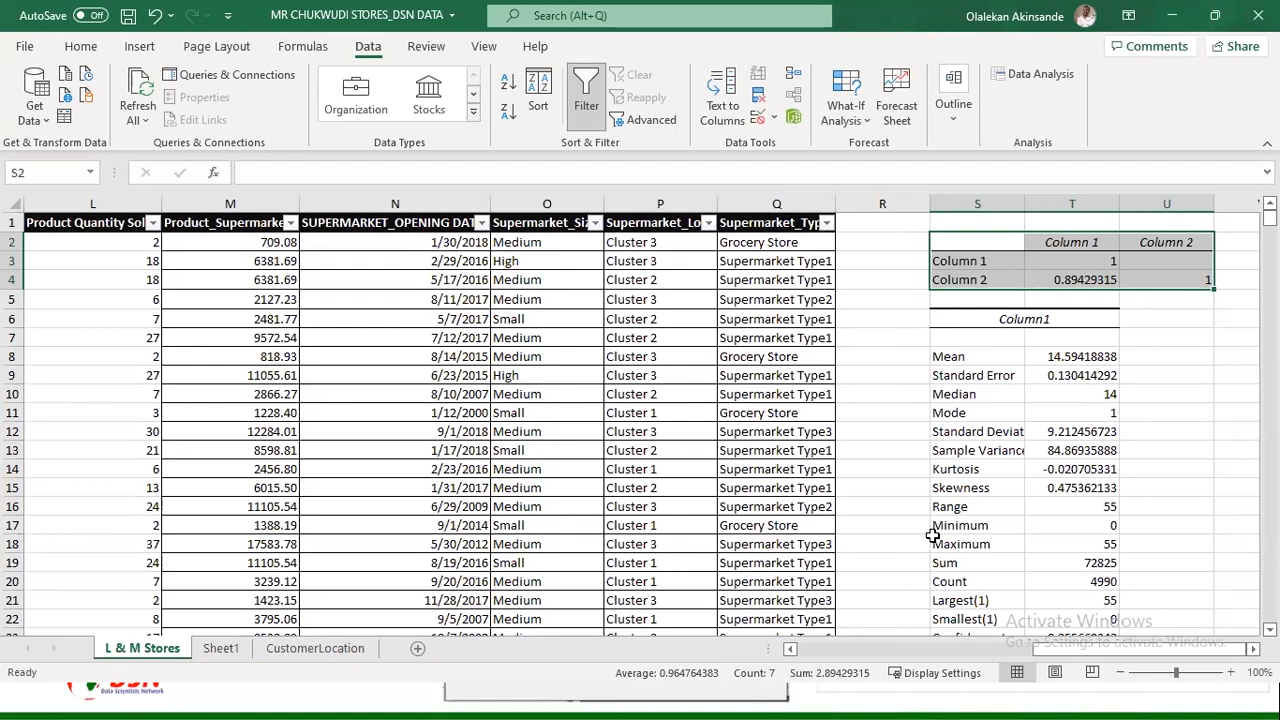 AutoSave Off MR CHUKWUDI STORES_DSN DATA Search (Alt+Q) Olalekan Akinsande
File Home Insert Page Layout Formulas Data Review View Help Comments Share
Get Data Refresh All Queries & Connections Properties Edit Links Organization Stocks Sort Filter Clear Reapply Advanced Text to Columns What-If Analysis Forecast Sheet Outline Data Analysis
Get & Transform Data Queries & Connections Data Types Sort & Filter Data Tools Forecast Analysis
S2 fx
L M N O P Q R S T U
1 Product Quantity Sol Product_Supermarke SUPERMARKET_OPENING DAT Supermarket_Siz Supermarket_Lo Supermarket_Typ
2 2 709.08 1/30/2018 Medium Cluster 3 Grocery Store Column 1 Column 2
3 18 6381.69 2/29/2016 High Cluster 3 Supermarket Type1 Column 1 1
4 18 6381.69 5/17/2016 Medium Cluster 2 Supermarket Type1 Column 2 0.89429315 1
5 6 2127.23 8/11/2017 Medium Cluster 3 Supermarket Type2
6 7 2481.77 5/7/2017 Small Cluster 2 Supermarket Type1 Column1
7 27 9572.54 7/12/2017 Medium Cluster 2 Supermarket Type1
8 2 818.93 8/14/2015 Medium Cluster 3 Grocery Store Mean 14.59418838
9 27 11055.61 6/23/2015 High Cluster 3 Supermarket Type1 Standard Error 0.130414292
10 7 2866.27 8/10/2007 Medium Cluster 2 Supermarket Type1 Median 14
11 3 1228.40 1/12/2000 Small Cluster 1 Grocery Store Mode 1
12 30 12284.01 9/1/2018 Medium Cluster 3 Supermarket Type3 Standard Deviat 9.212456723
13 21 8598.81 1/17/2018 Small Cluster 2 Supermarket Type1 Sample Variance 84.86935888
14 6 2456.80 2/23/2016 Medium Cluster 1 Supermarket Type1 Kurtosis -0.020705331
15 13 6015.50 1/31/2017 Medium Cluster 2 Supermarket Type1 Skewness 0.475362133
16 24 11105.54 6/29/2009 Medium Cluster 3 Supermarket Type2 Range 55
17 2 1388.19 9/1/2014 Small Cluster 1 Grocery Store Minimum 0
18 37 17583.78 5/30/2012 Medium Cluster 3 Supermarket Type3 Maximum 55
19 24 11105.54 8/19/2016 Small Cluster 1 Supermarket Type1 Sum 72825
20 7 3239.12 9/20/2016 Medium Cluster 1 Supermarket Type1 Count 4990
21 2 1423.15 11/28/2017 Medium Cluster 3 Supermarket Type3 Largest(1) 55
22 8 3795.06 9/5/2007 Medium Cluster 1 Supermarket Type1 Smallest(1) 0
Activate Windows
Go to Settings to activate Windows.
L & M Stores Sheet1 CustomerLocation
Ready Average: 0.964764383 Count: 7 Sum: 2.89429315 Display Settings 100%
DSN
Data Scientists Network